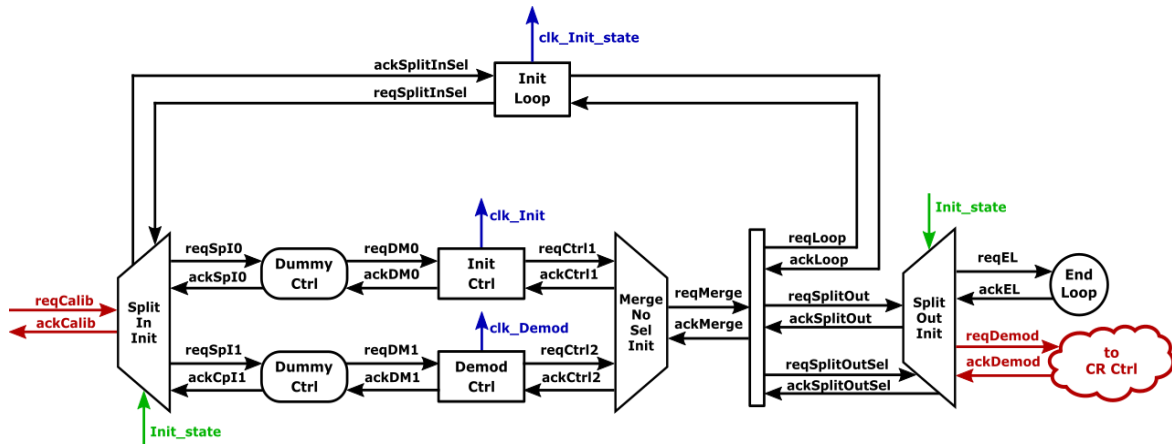 clk_Init_state
ackSplitInSel
reqSplitInSel
Init
Loop
clk_Init
Init_state
reqSpI0
ackSpI0
Dummy
Ctrl
reqDM0
ackDM0
Init
Ctrl
reqCtrl1
ackCtrl1
reqLoop
ackLoop
reqEL
ackEL
End
Loop
reqCalib
ackCalib
Split
In
Init
Merge
No
Sel
Init
reqMerge
ackMerge
reqSplitOut
ackSplitOut
Split
Out
Init
clk_Demod
reqSpI1
ackCpI1
Dummy
Ctrl
reqDM1
ackDM1
Demod
Ctrl
reqCtrl2
ackCtrl2
reqSplitOutSel
ackSplitOutSel
reqDemod
ackDemod
to
CR Ctrl
Init_state